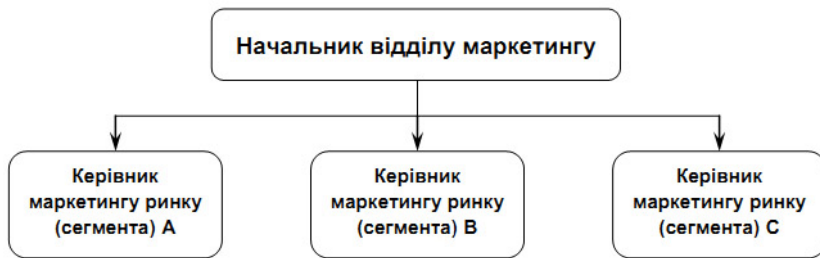 Начальник відділу маркетингу
Керівник
маркетингу ринку
(сегмента) А
Керівник
маркетингу ринку
(сегмента) В
Керівник
маркетингу ринку
(сегмента) С